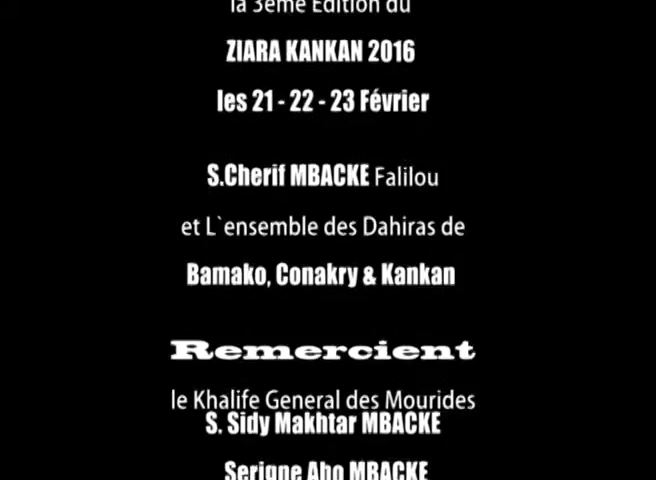 la 3ème Edition du
ZIARA KANKAN 2016
les 21 - 22 - 23 Février
S.Cherif MBACKE Falilou
et L`ensemble des Dahiras de
Bamako, Conakry & Kankan
Remercient
le Khalife General des Mourides
S. Sidy Makhtar MBACKE
Serigne Abo MBACKE